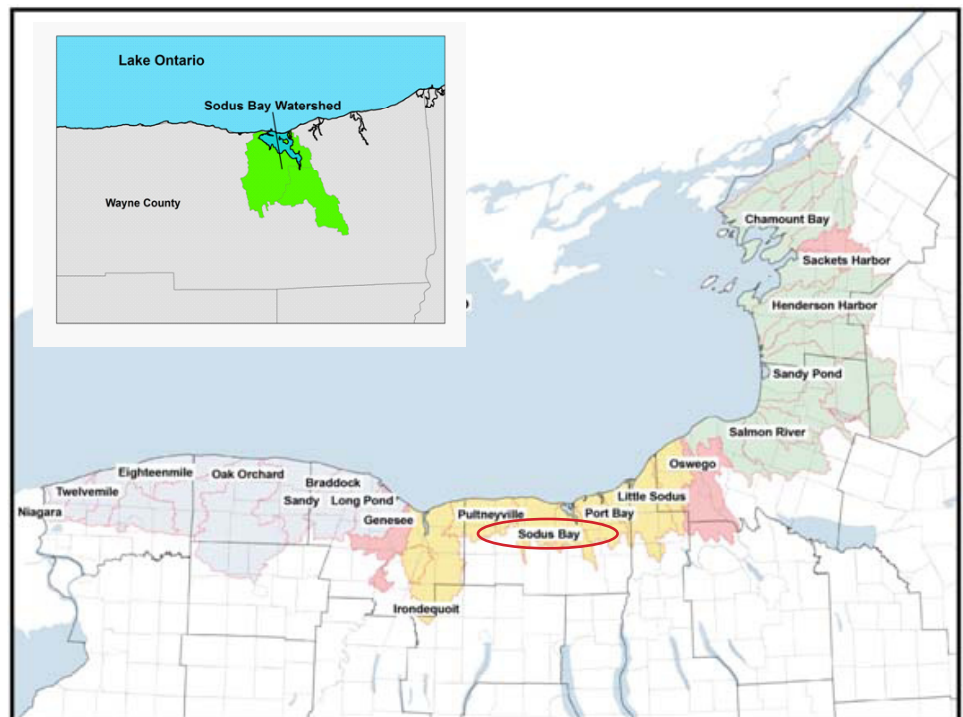 Lake Ontario
Sodus Bay Watershed
Wayne County
Chamount Bay
Sackets Harbor
Henderson Harbor
Sandy Pond
Salmon River
Oswego
Little Sodus
Port Bay
Sodus Bay
Pultneyville
Irondequoit
Genesee
Long Pond
Sandy
Braddock
Oak Orchard
Eighteenmile
Twelvemile
Niagara